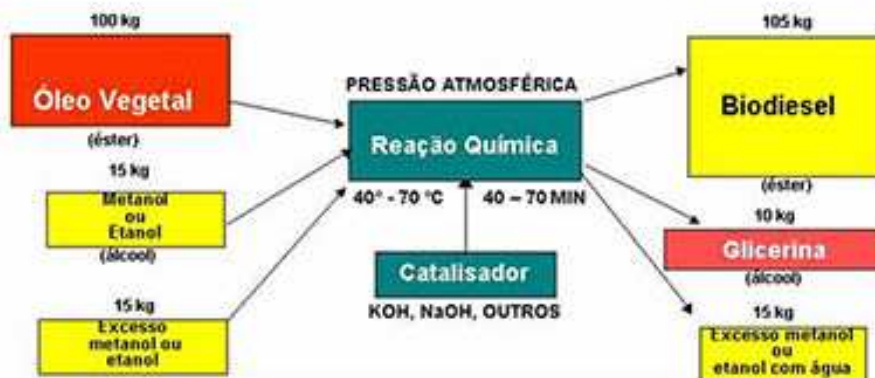 100 kg
Óleo Vegetal
(éster)
15 kg
Metanol
ou
Etanol
(álcool)
15 kg
Excesso
metanol ou
etanol
PRESSÃO ATMOSFÉRICA
Reação Química
40º - 70 ºC 40 – 70 MIN
Catalisador
KOH, NaOH, OUTROS
105 kg
Biodiesel
(éster)
10 kg
Glicerina
(álcool)
15 kg
Excesso metanol
ou
etanol com água